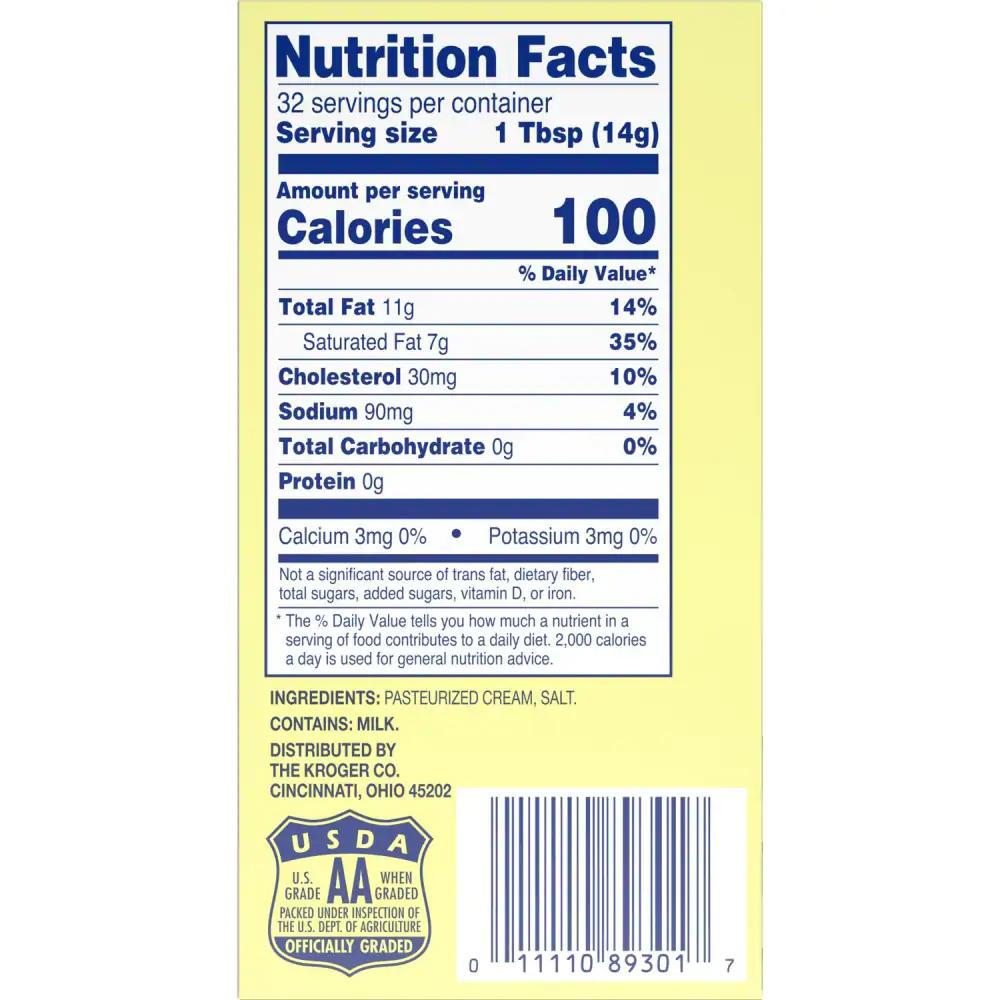 Nutrition Facts
32 servings per container
Serving size 1 Tbsp (14g)
Amount per serving
Calories 100
% Daily Value*
Total Fat 11g 14%
Saturated Fat 7g 35%
Cholesterol 30mg 10%
Sodium 90mg 4%
Total Carbohydrate 0g 0%
Protein 0g
Calcium 3mg 0% • Potassium 3mg 0%
Not a significant source of trans fat, dietary fiber,
total sugars, added sugars, vitamin D, or iron.
* The % Daily Value tells you how much a nutrient in a
serving of food contributes to a daily diet. 2,000 calories
a day is used for general nutrition advice.
INGREDIENTS: PASTEURIZED CREAM, SALT.
CONTAINS: MILK.
DISTRIBUTED BY
THE KROGER CO.
CINCINNATI, OHIO 45202
USDA
U.S. GRADE AA WHEN GRADED
PACKED UNDER INSPECTION OF
THE U.S. DEPT. OF AGRICULTURE
OFFICIALLY GRADED
0 11110 89301 7